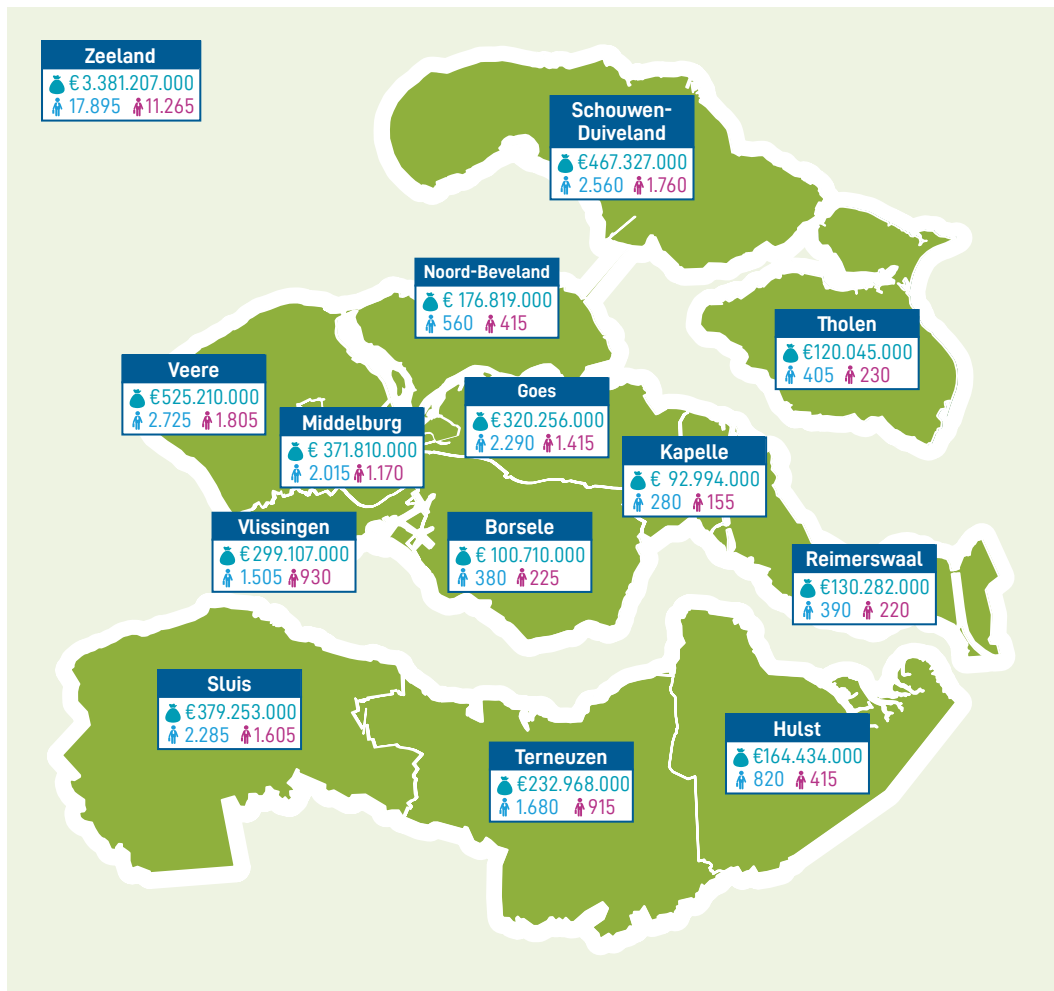 Zeeland
€ 3.381.207.000
17.895 11.265
Schouwen-
Duiveland
€467.327.000
2.560 1.760
Noord-Beveland
€ 176.819.000
560 415
Tholen
€120.045.000
405 230
Veere
€525.210.000
2.725 1.805
Goes
€320.256.000
2.290 1.415
Middelburg
€ 371.810.000
2.015 1.170
Kapelle
€ 92.994.000
280 155
Vlissingen
€299.107.000
1.505 930
Borsele
€ 100.710.000
380 225
Reimerswaal
€130.282.000
390 220
Sluis
€379.253.000
2.285 1.605
Terneuzen
€232.968.000
1.680 915
Hulst
€164.434.000
820 415